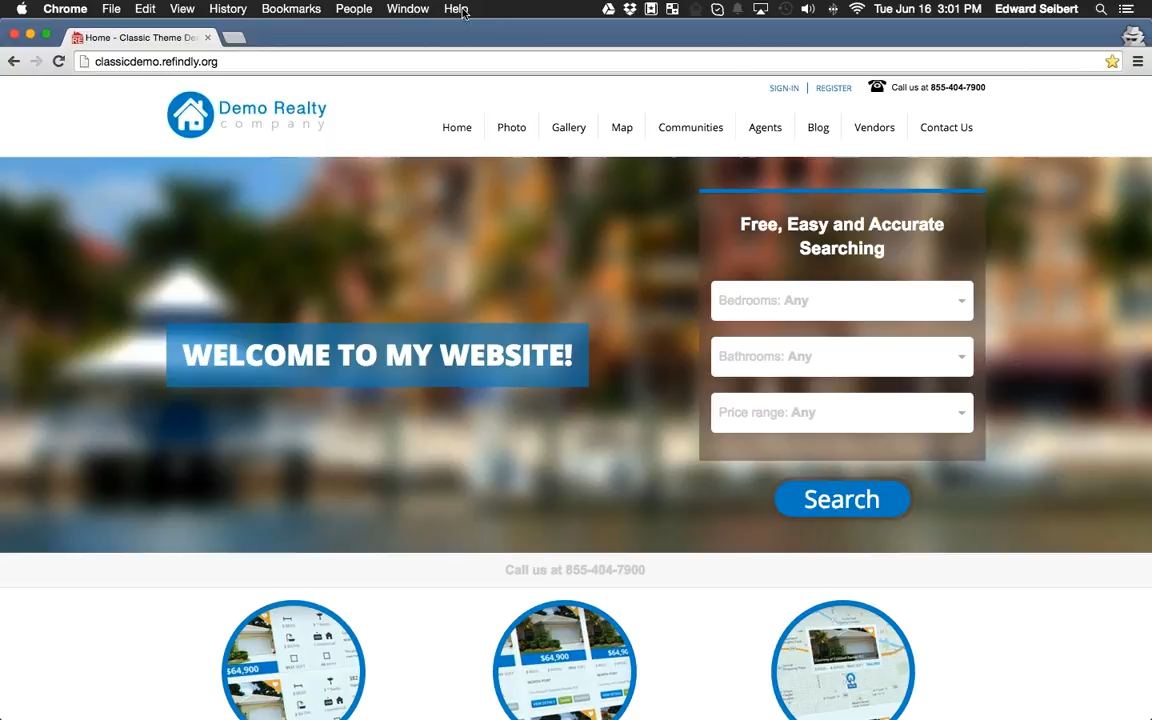 Chrome File Edit View History Bookmarks People Window Help Tue Jun 16 3:01 PM Edward Seibert
Home - Classic Theme De
classicdemo.refindly.org
SIGN-IN | REGISTER Call us at 855-404-7900
Demo Realty
company
Home Photo Gallery Map Communities Agents Blog Vendors Contact Us
Free, Easy and Accurate
Searching
Bedrooms: Any
WELCOME TO MY WEBSITE!
Bathrooms: Any
Price range: Any
Search
Call us at 855-404-7900
$64,900
$64,900